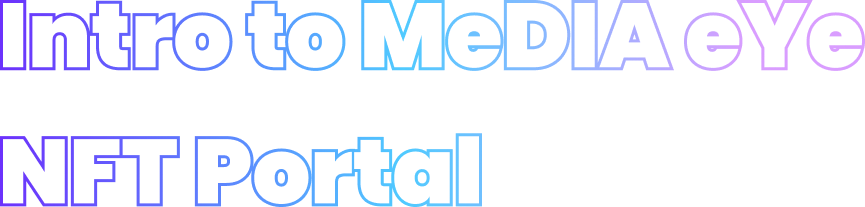 Intro to MeDIA eYe
NFT Portal